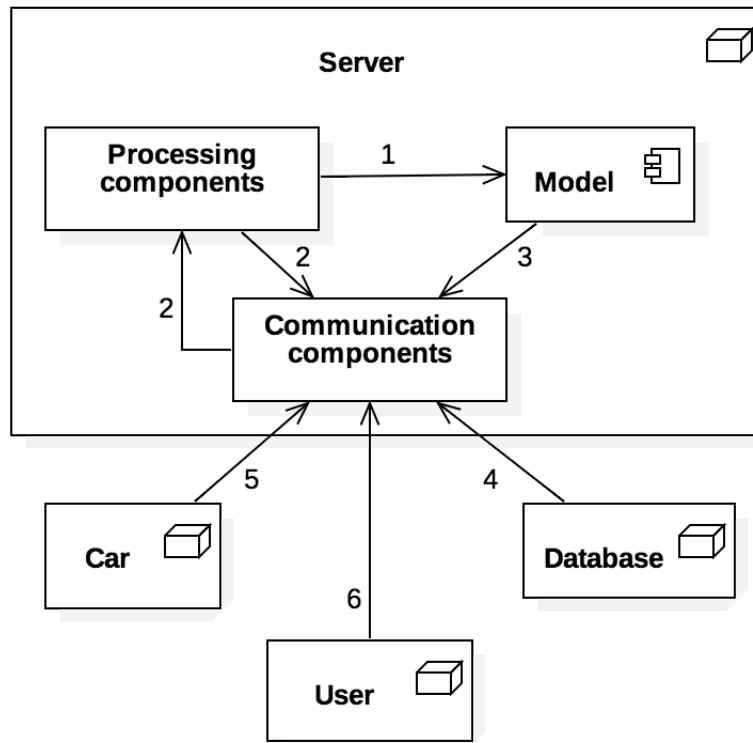 Server
Processing
components
1
Model
2
3
2
Communication
components
5
4
Car
Database
6
User